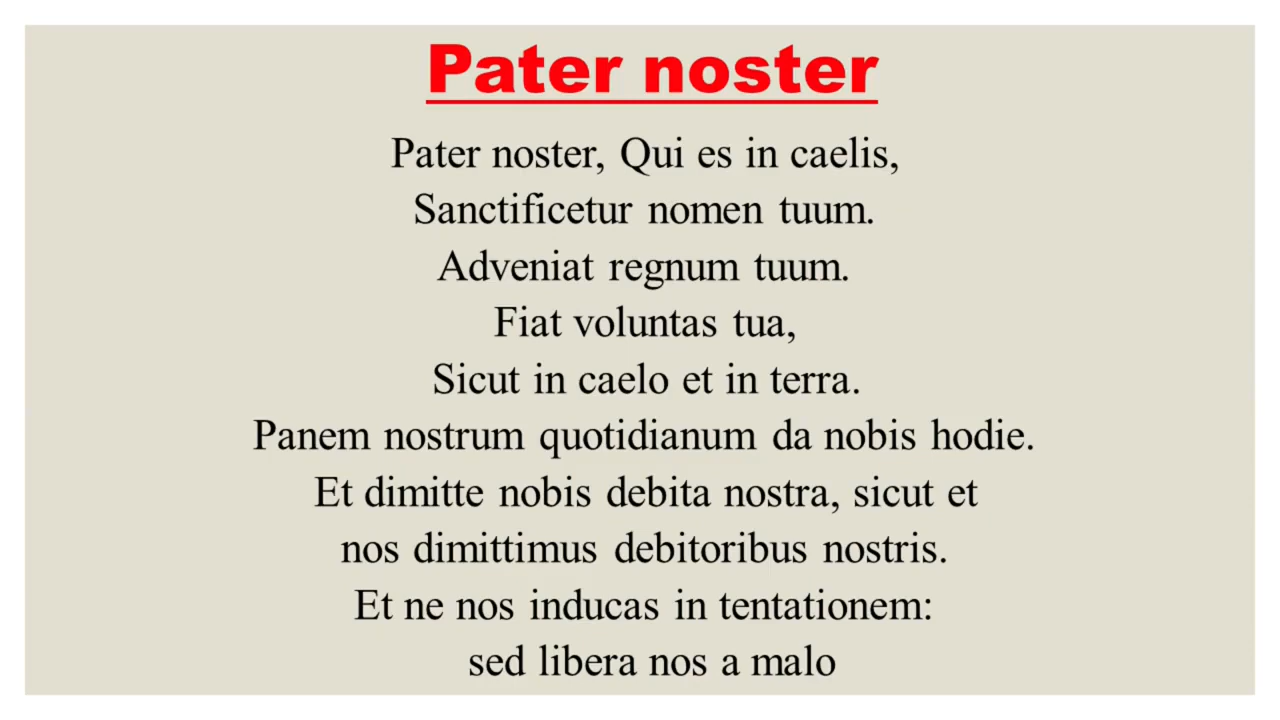 Pater noster
Pater noster, Qui es in caelis,
Sanctificetur nomen tuum.
Adveniat regnum tuum.
Fiat voluntas tua,
Sicut in caelo et in terra.
Panem nostrum quotidianum da nobis hodie.
Et dimitte nobis debita nostra, sicut et
nos dimittimus debitoribus nostris.
Et ne nos inducas in tentationem:
sed libera nos a malo